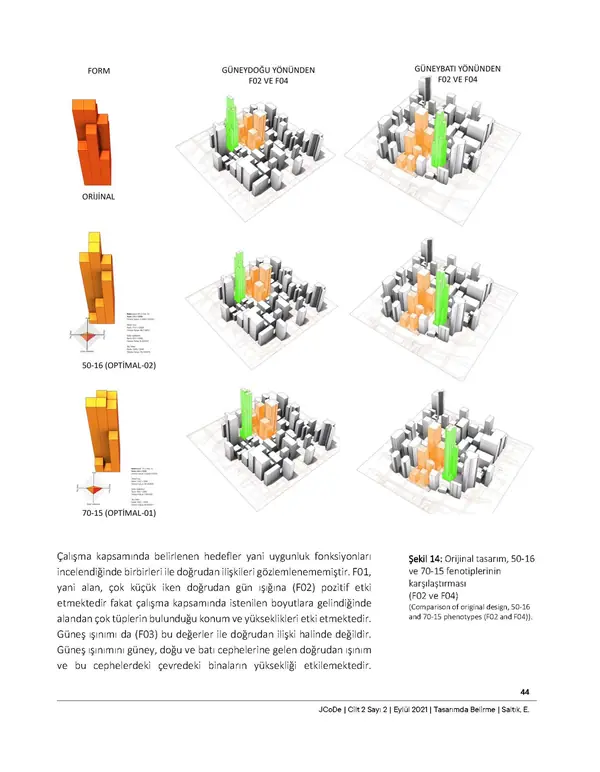 FORM
GÜNEYDOĞU YÖNÜNDEN
F02 VE F04
GÜNEYBATI YÖNÜNDEN
F02 VE F04
ORİJİNAL
50-16 (OPTİMAL-02)
70-15 (OPTİMAL-01)
Çalışma kapsamında belirlenen hedefler yani uygunluk fonksiyonları
incelendiğinde birbirleri ile doğrudan ilişkileri gözlemlenememiştir. F01,
yani alan, çok küçük iken doğrudan gün ışığına (F02) pozitif etki
etmektedir fakat çalışma kapsamında istenilen boyutlara gelindiğinde
alandan çok tüplerin bulunduğu konum ve yükseklikleri etki etmektedir.
Güneş ışınımı da (F03) bu değerler ile doğrudan ilişki halinde değildir.
Güneş ışınımını güney, doğu ve batı cephelerine gelen doğrudan ışınım
ve bu cephelerdeki çevredeki binaların yüksekliği etkilemektedir.
Şekil 14: Orijinal tasarım, 50-16
ve 70-15 fenotiplerinin
karşılaştırması
(F02 ve F04)
(Comparison of original design, 50-16
and 70-15 phenotypes (F02 and F04)).
44
JCoDe | Cilt 2 Sayı 2 | Eylül 2021 | Tasarımda Belirme | Saltık, E.